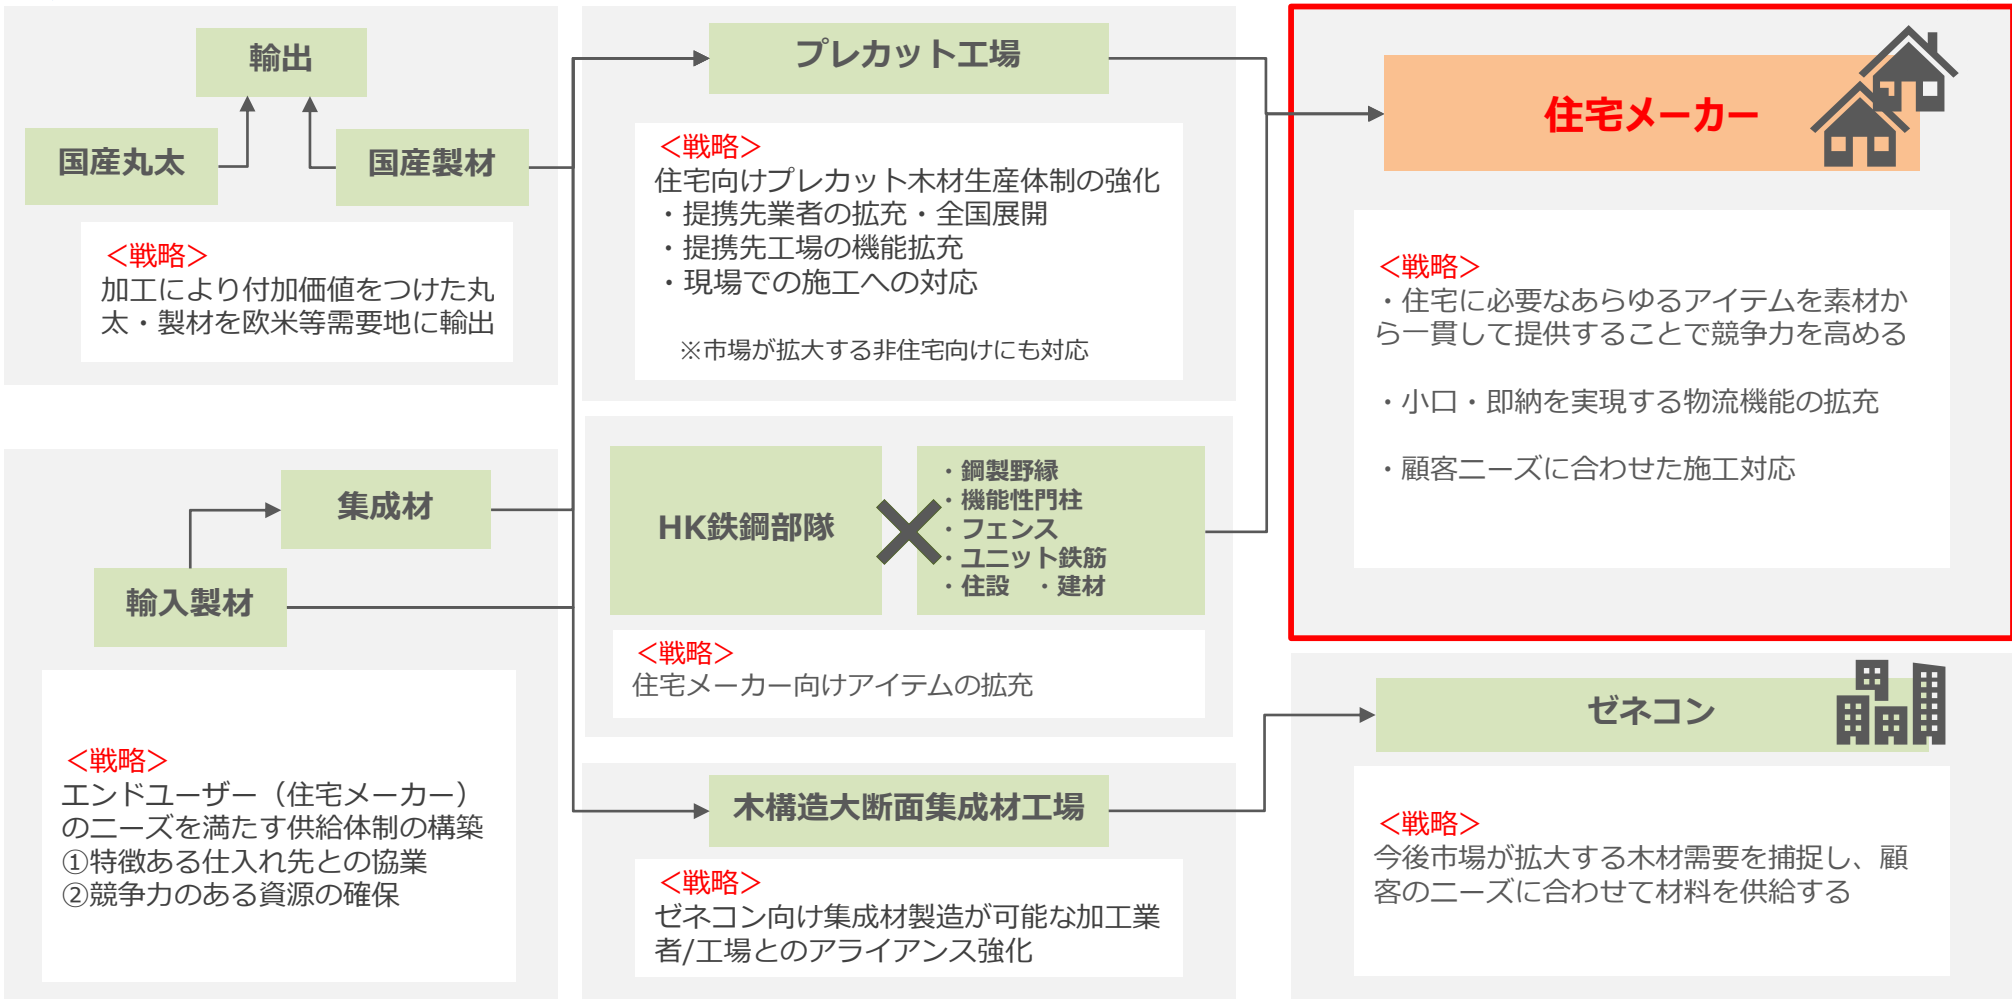 輸出
国産丸太
国産製材
＜戦略＞
加工により付加価値をつけた丸
太・製材を欧米等需要地に輸出
集成材
輸入製材
＜戦略＞
エンドユーザー（住宅メーカー）
のニーズを満たす供給体制の構築
①特徴ある仕入れ先との協業
②競争力のある資源の確保
プレカット工場
＜戦略＞
住宅向けプレカット木材生産体制の強化
・提携先業者の拡充・全国展開
・提携先工場の機能拡充
・現場での施工への対応
※市場が拡大する非住宅向けにも対応
HK鉄鋼部隊
・鋼製野縁
・機能性門柱
・フェンス
・ユニット鉄筋
・住設　・建材
＜戦略＞
住宅メーカー向けアイテムの拡充
木構造大断面集成材工場
＜戦略＞
ゼネコン向け集成材製造が可能な加工業
者/工場とのアライアンス強化
住宅メーカー
＜戦略＞
・住宅に必要なあらゆるアイテムを素材か
ら一貫して提供することで競争力を高める
・小口・即納を実現する物流機能の拡充
・顧客ニーズに合わせた施工対応
ゼネコン
＜戦略＞
今後市場が拡大する木材需要を捕捉し、顧
客のニーズに合わせて材料を供給する